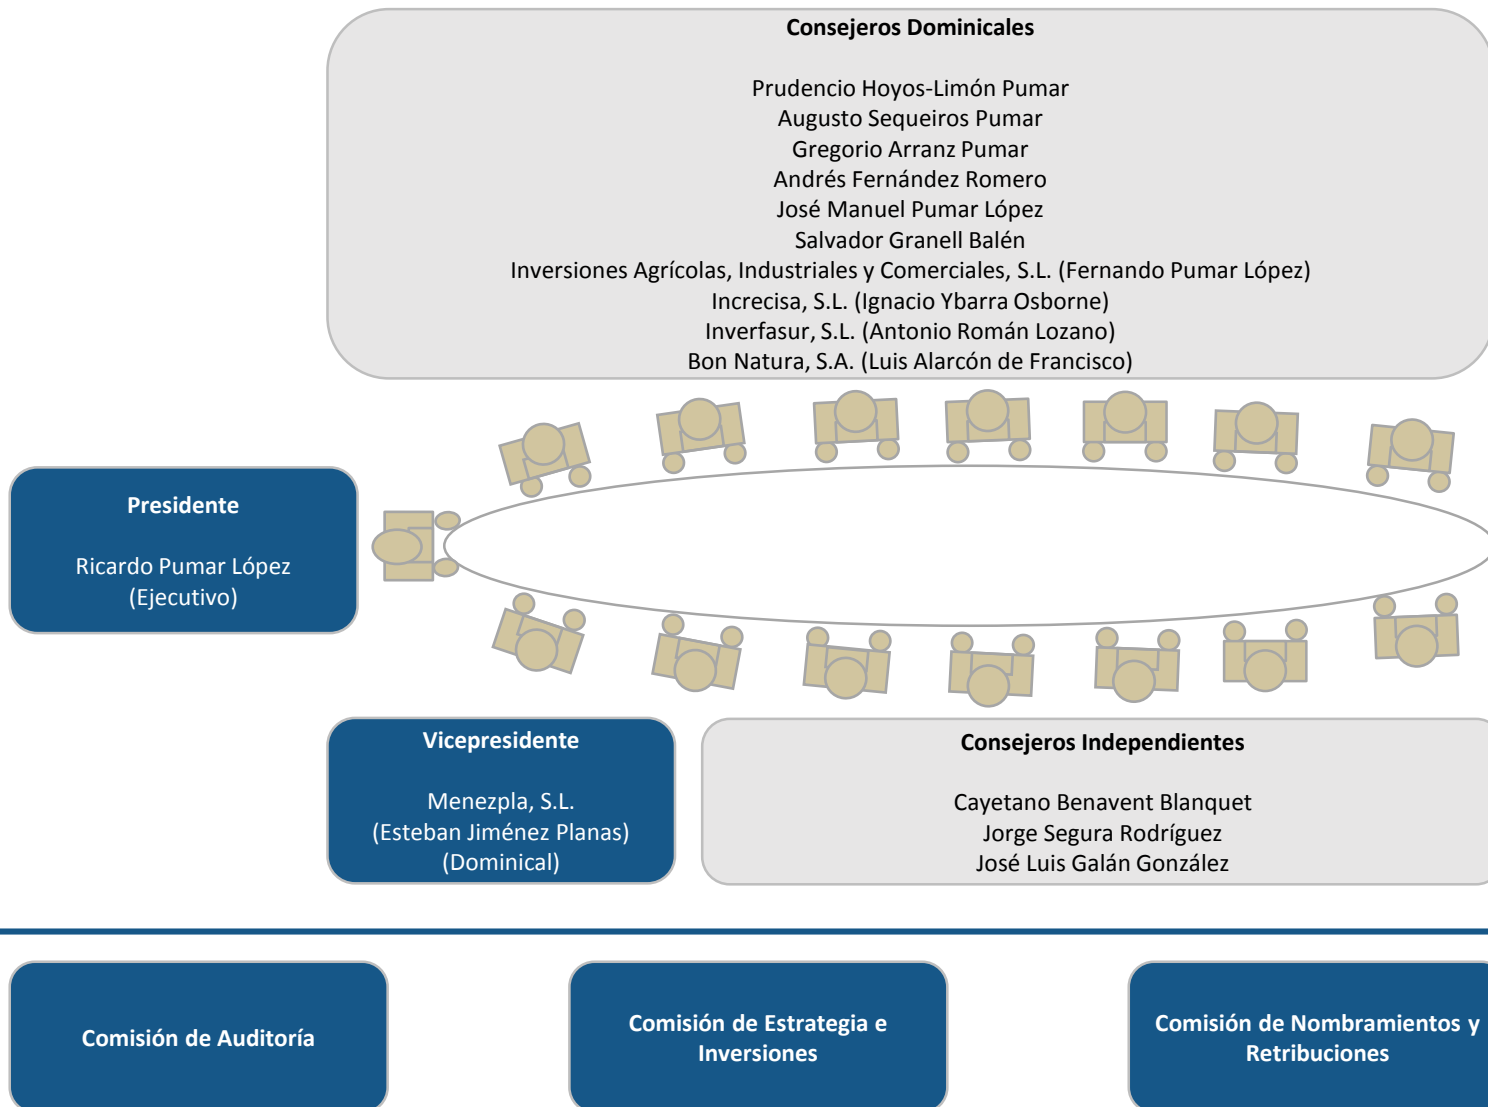 Consejeros Dominicales
Prudencio Hoyos-Limón Pumar
Augusto Sequeiros Pumar
Gregorio Arranz Pumar
Andrés Fernández Romero
José Manuel Pumar López
Salvador Granell Balén
Inversiones Agrícolas, Industriales y Comerciales, S.L. (Fernando Pumar López)
Increcisa, S.L. (Ignacio Ybarra Osborne)
Inverfasur, S.L. (Antonio Román Lozano)
Bon Natura, S.A. (Luis Alarcón de Francisco)
Presidente
Ricardo Pumar López
(Ejecutivo)
Vicepresidente
Menezpla, S.L.
(Esteban Jiménez Planas)
(Dominical)
Consejeros Independientes
Cayetano Benavent Blanquet
Jorge Segura Rodríguez
José Luis Galán González
Comisión de Auditoría
Comisión de Estrategia e
Inversiones
Comisión de Nombramientos y
Retribuciones